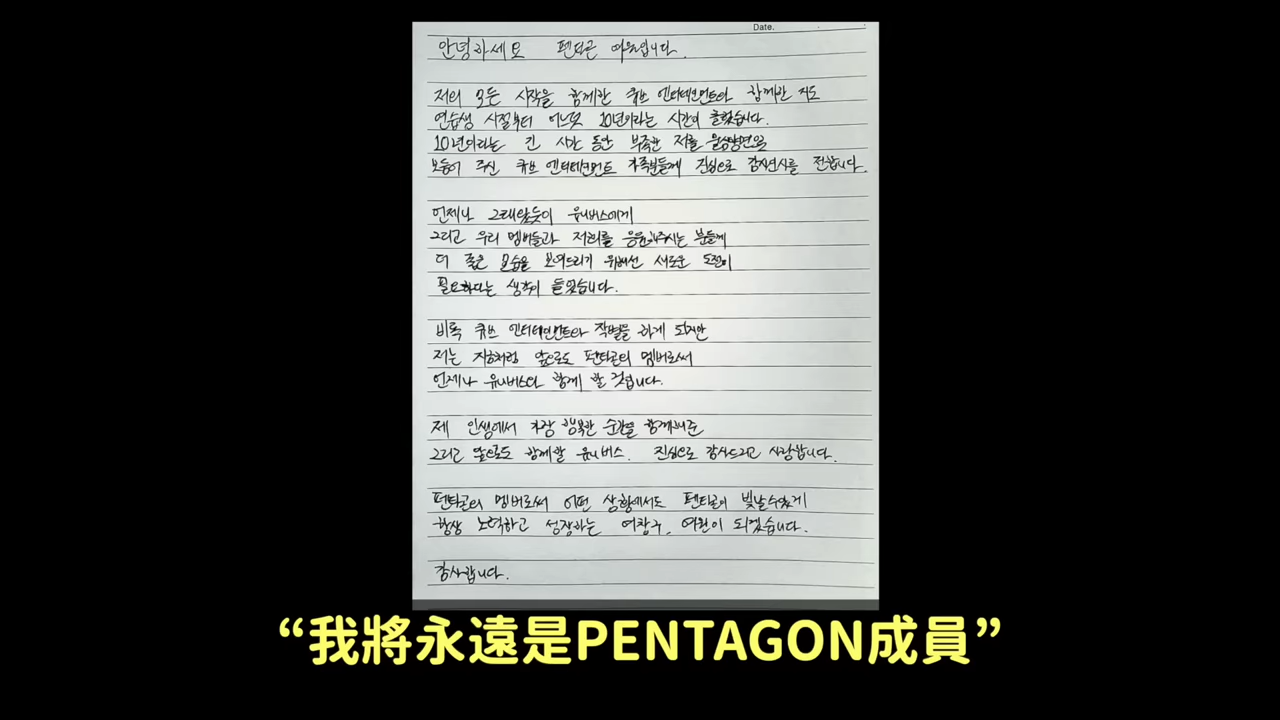 Date.
안녕하세요 펜타곤 여원입니다.
저의 모든 시작을 함께한 큐브 엔터테인먼트와 함께한 지도
연습생 시절부터 어느덧 10년이라는 시간이 흘렀습니다.
10년이라는 긴 시간 동안 부족한 저를 물심양면으로
보듬어 주신 큐브 엔터테인먼트 가족분들께 진심으로 감사인사를 전합니다.
언제나 그래왔듯이 유니버스에게
그리고 우리 멤버들과 저희를 응원해주시는 분들께
더 좋은 모습을 보여드리기 위해선 새로운 도전이
필요하다는 생각이 들었습니다.
비록 큐브 엔터테인먼트와 작별을 하게 되지만
저는 지금처럼 앞으로도 펜타곤의 멤버로써
언제나 유니버스와 함께 할 것입니다.
제 인생에서 가장 행복한 순간을 함께해준
그리고 앞으로도 함께할 유니버스. 진심으로 감사드리고 사랑합니다.
펜타곤의 멤버로써 어떤 상황에서도 펜타곤이 빛날수있게
항상 노력하고 성장하는 여창구, 여원이 되겠습니다.
감사합니다.
“我將永遠是PENTAGON成員”